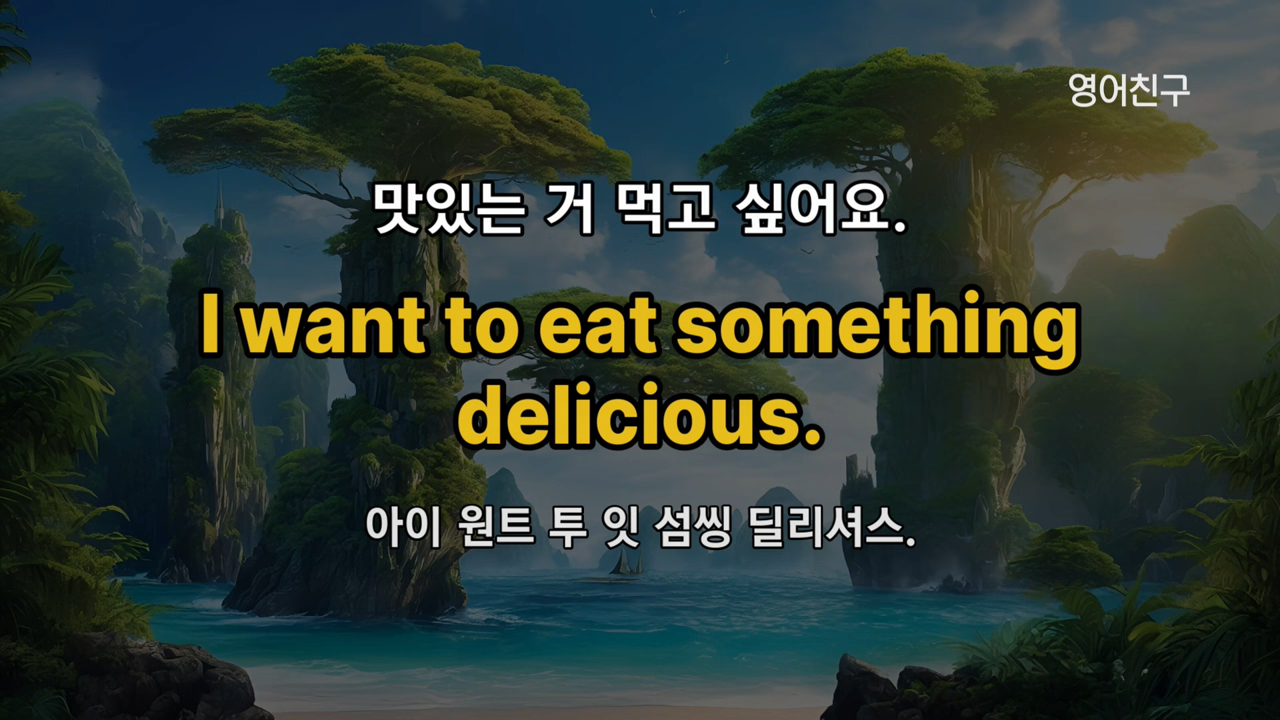 영어친구
맛있는 거 먹고 싶어요.
I want to eat something
delicious.
아이 원트 투 잇 섬씽 딜리셔스.